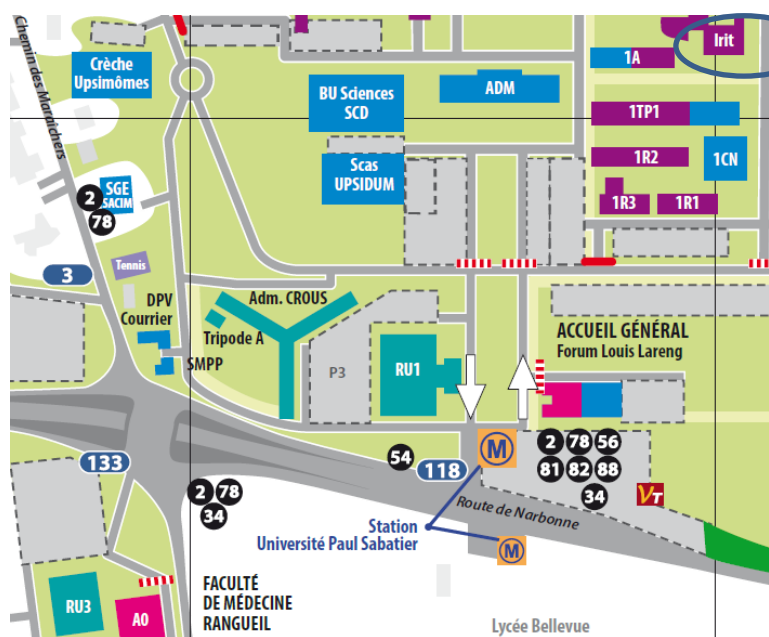 Chemin des Maraichers
Crèche
Upsimômes
BU Sciences
SCD
ADM
1A
Irit
1TP1
1R2
1CN
1R3
1R1
Scas
UPSIDUM
SGE
SACIM
2
78
3
Tennis
DPV
Courrier
SMPP
Adm. CROUS
Tripode A
P3
RU1
ACCUEIL GÉNÉRAL
Forum Louis Lareng
133
2
78
34
54
118
M
2
78
56
81
82
88
34
VT
Route de Narbonne
Station
Université Paul Sabatier
M
RU3
A0
FACULTÉ
DE MÉDECINE
RANGUEIL
Lycée Bellevue